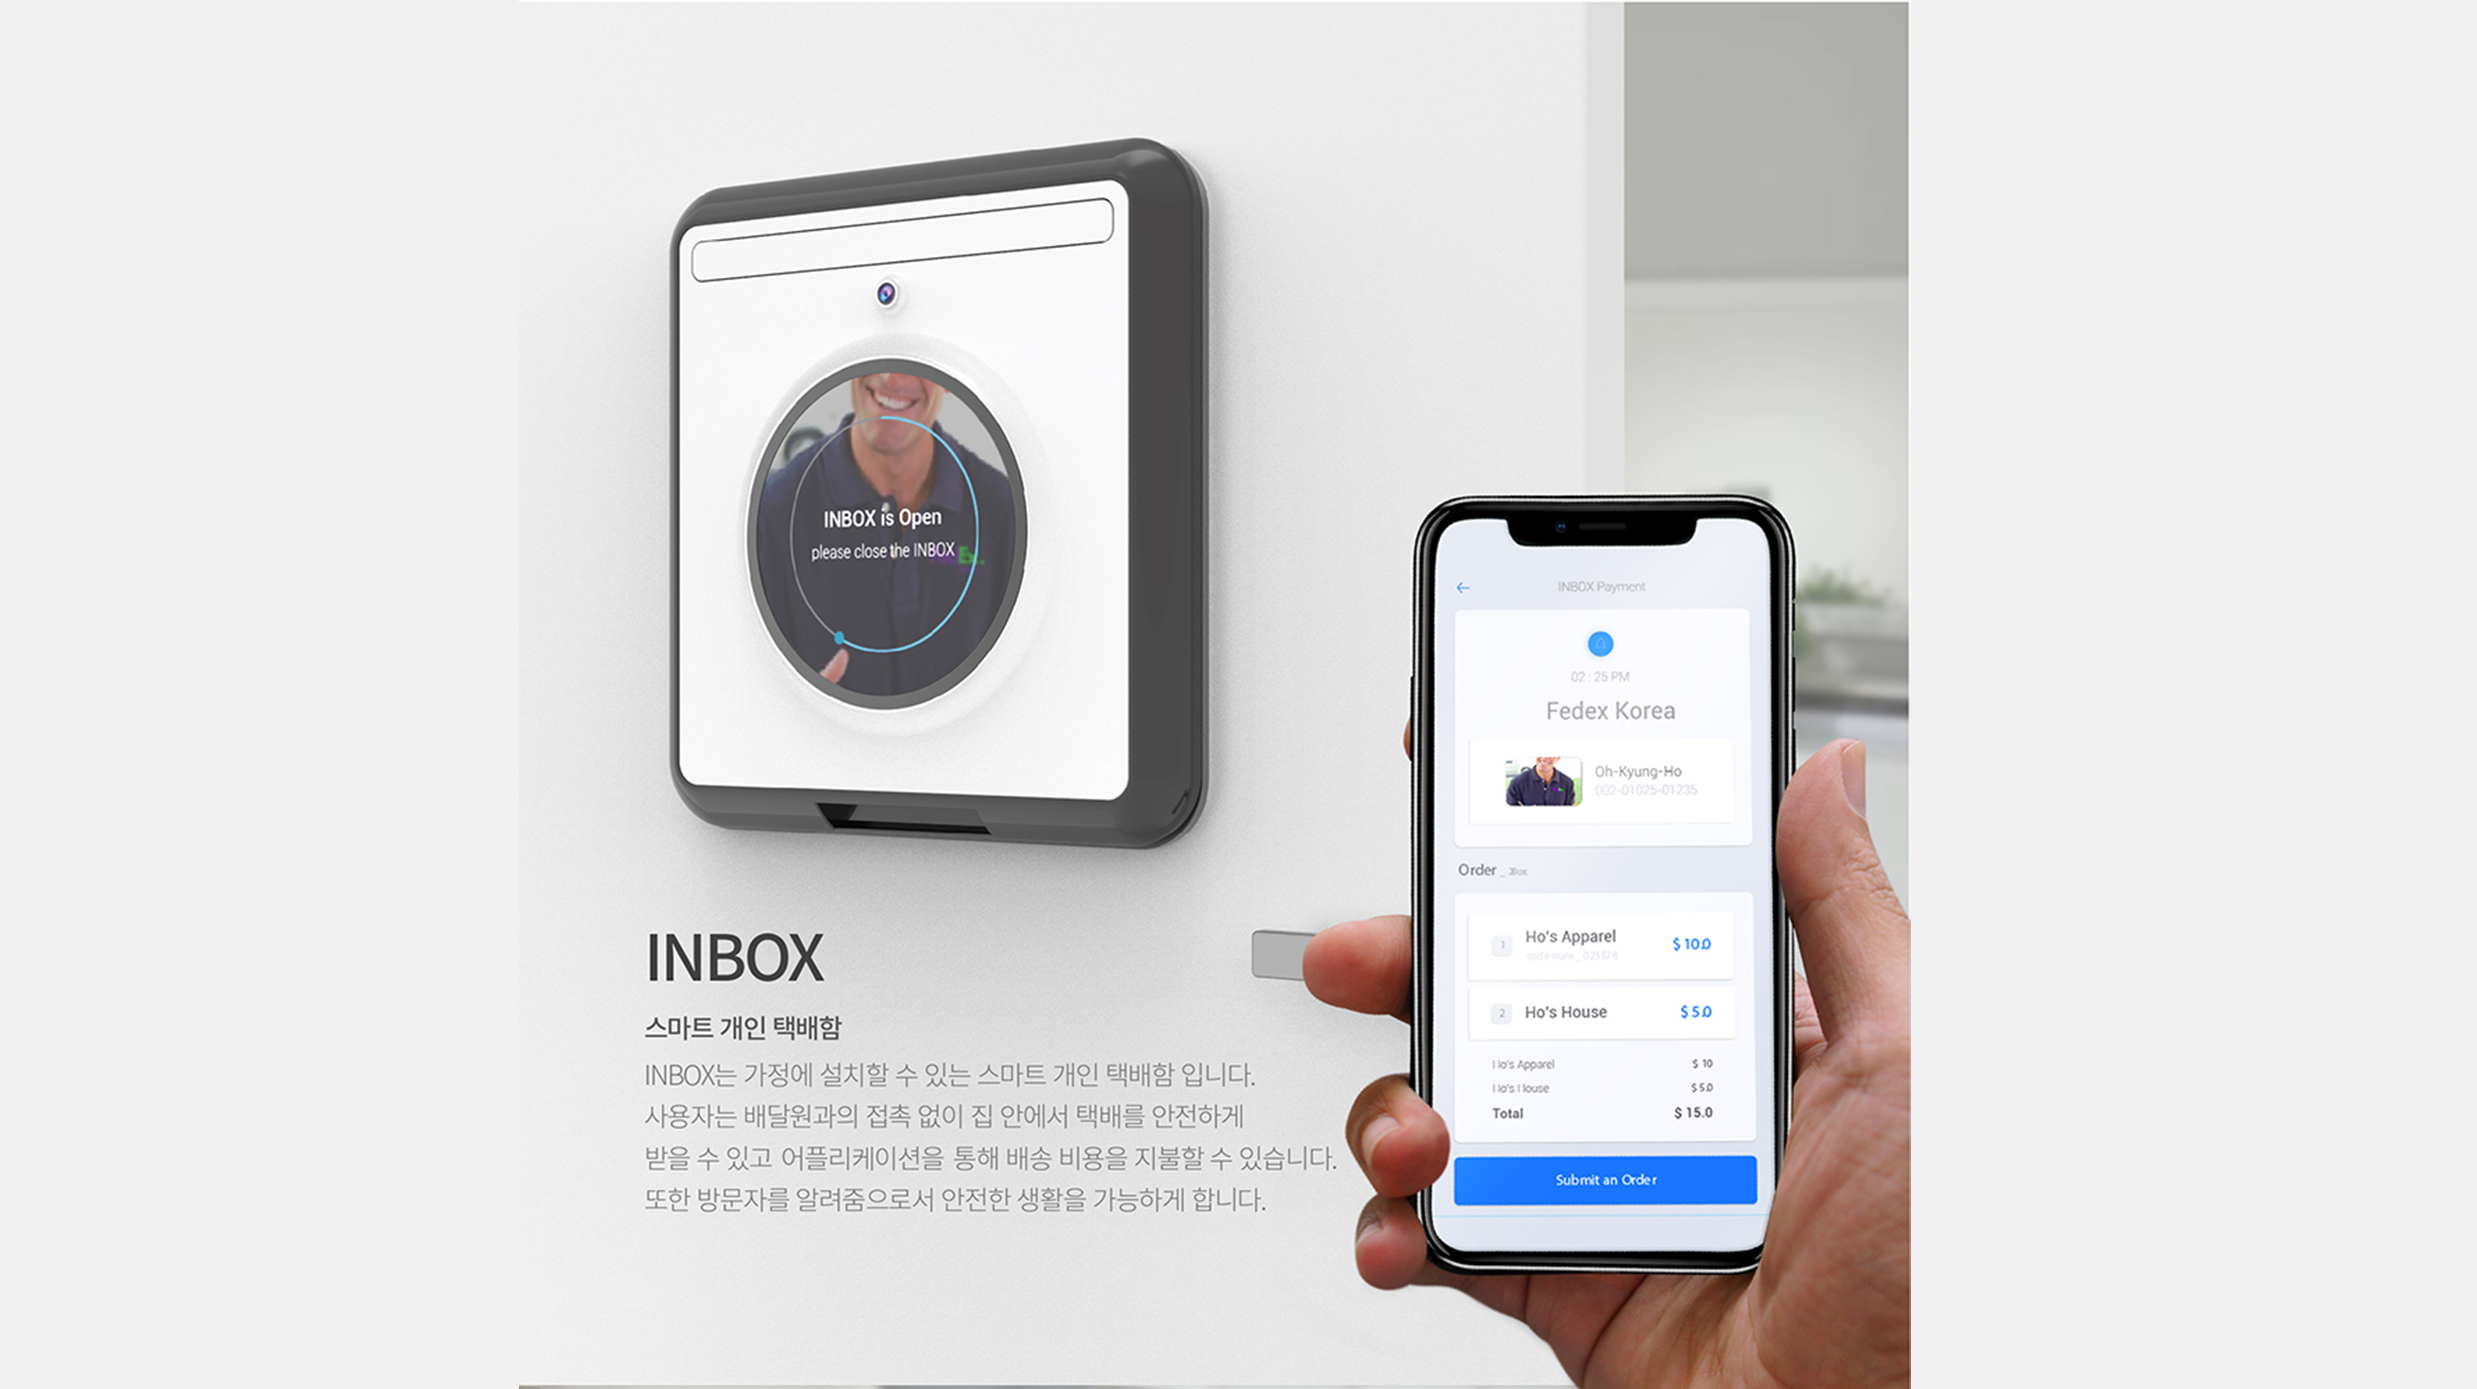 INBOX is Open
please close the INBOX
INBOX
스마트 개인 택배함
INBOX는 가정에 설치할 수 있는 스마트 개인 택배함 입니다.
사용자는 배달원과의 접촉 없이 집 안에서 택배를 안전하게
받을 수 있고 어플리케이션을 통해 배송 비용을 지불할 수 있습니다.
또한 방문자를 알려줌으로서 안전한 생활을 가능하게 합니다.
INBOX Payment
02 : 25 PM
Fedex Korea
Oh-Kyung-Ho
002-01025-01235
Order _ 2Box
1 Ho's Apparel $ 10.0
code num _ 023578
2 Ho's House $ 5.0
Ho's Apparel $ 10
Ho's House $ 5.0
Total $ 15.0
Submit an Order